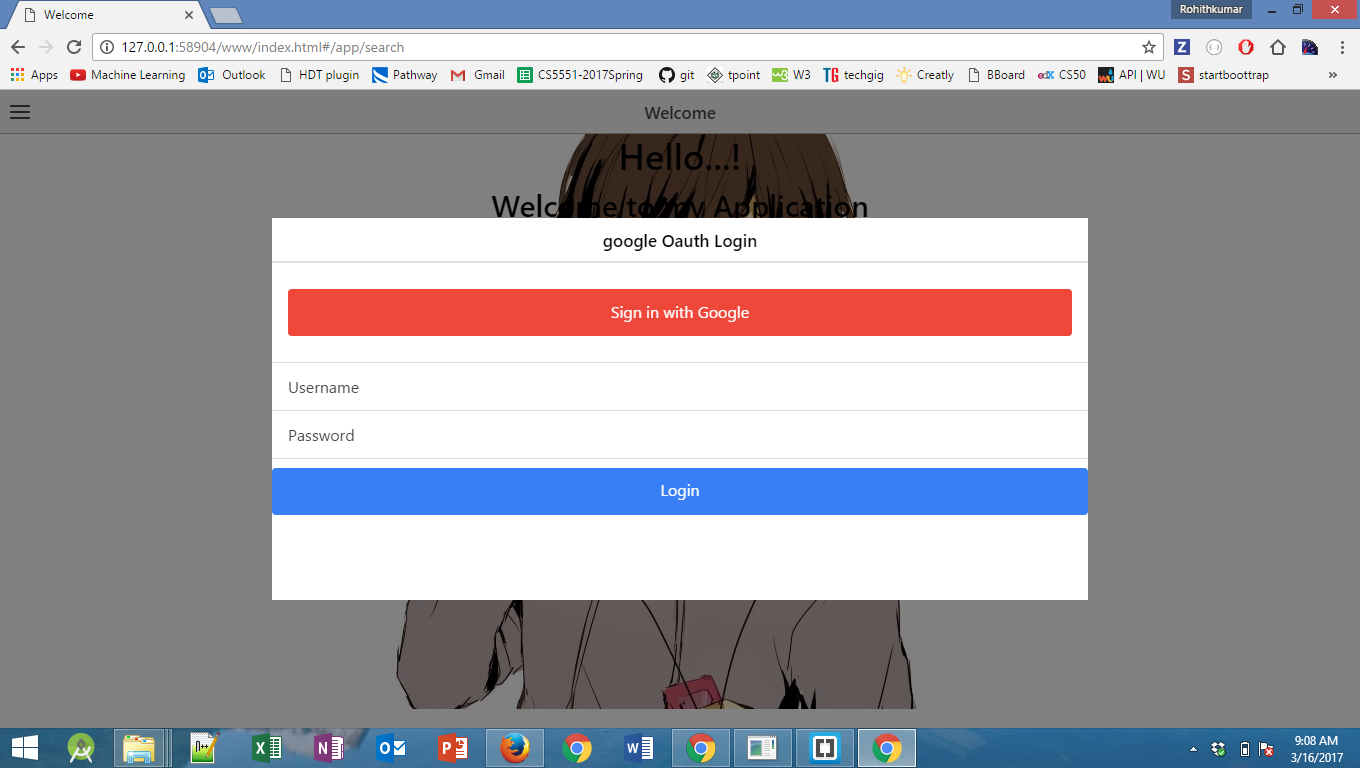 Welcome
Rohithkumar
127.0.0.1:58904/www/index.html#/app/search
Apps Machine Learning Outlook HDT plugin Pathway Gmail CS5551-2017Spring git tpoint W3 techgig Creatly BBoard CS50 API | WU startboottrap »
Welcome
Hello...!
Welcome to my Application
google Oauth Login
Sign in with Google
Username
Password
Login
9:08 AM
3/16/2017